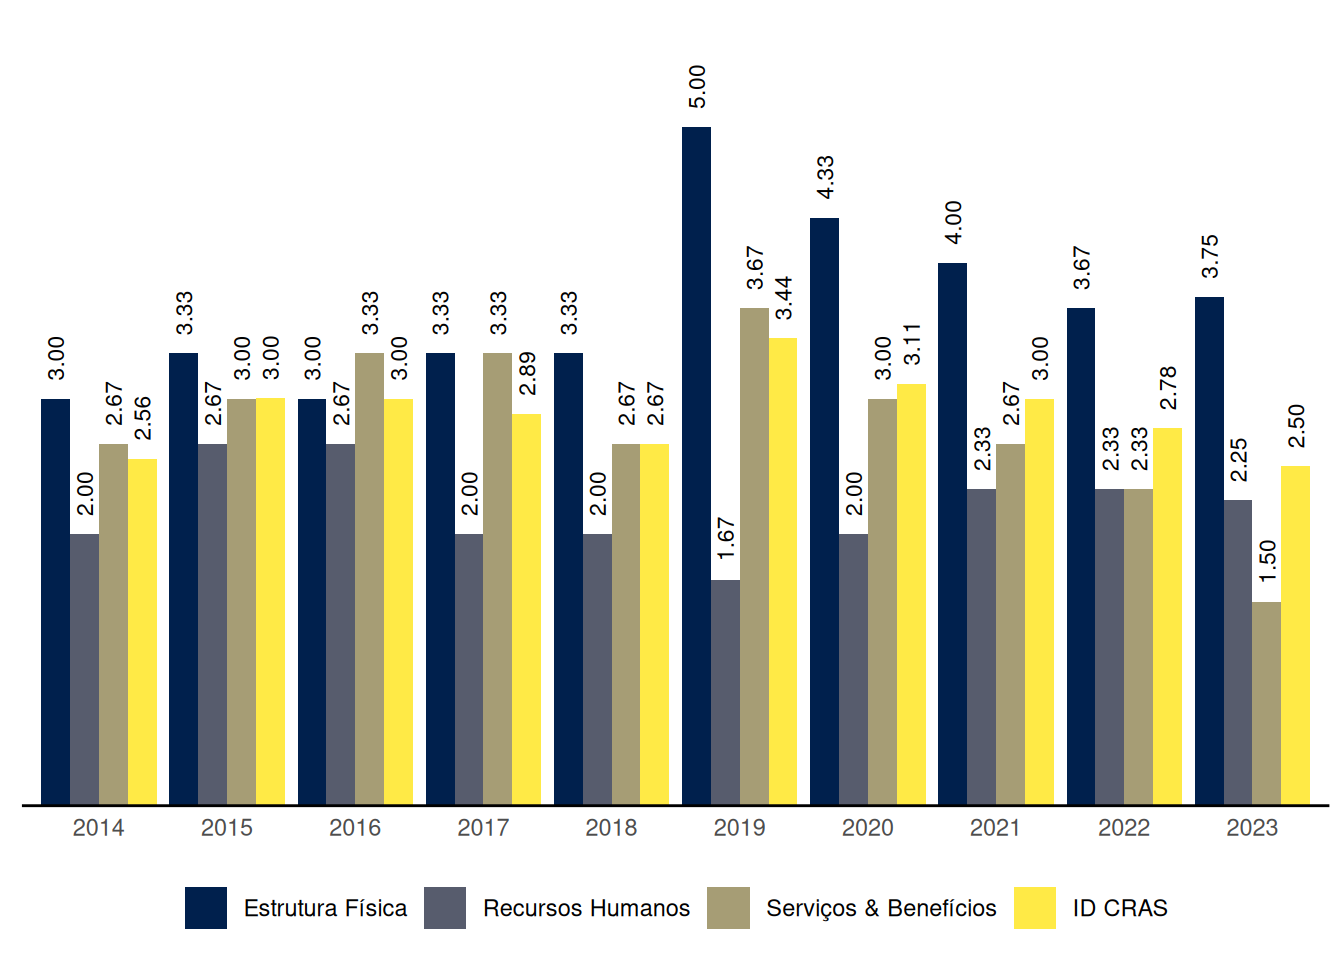 3.00 2.00 2.67 2.56
3.33 2.67 3.00 3.00
3.00 2.67 3.33 3.00
3.33 2.00 3.33 2.89
3.33 2.00 2.67 2.67
5.00 1.67 3.67 3.44
4.33 2.00 3.00 3.11
4.00 2.33 2.67 3.00
3.67 2.33 2.33 2.78
3.75 2.25 1.50 2.50
2014 2015 2016 2017 2018 2019 2020 2021 2022 2023
Estrutura Física Recursos Humanos Serviços & Benefícios ID CRAS